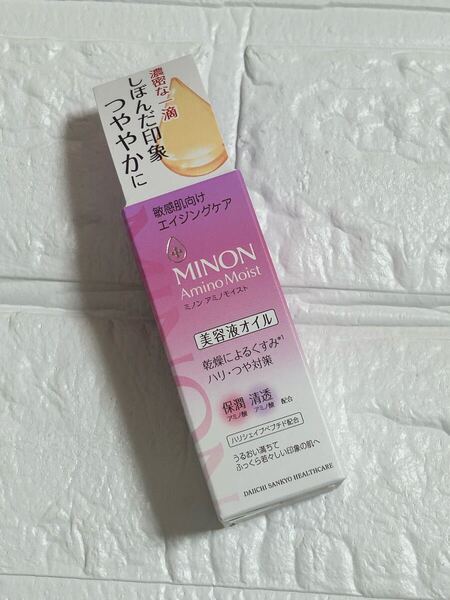 濃密な一滴
しぼんだ印象
つややかに
敏感肌向け
エイジングケア
MINON
Amino Moist
ミノン アミノモイスト
美容液オイル
乾燥によるくすみ*1
ハリ・つや対策
保潤 清透 配合
アミノ酸 アミノ酸
ハリシェイプペプチド配合
うるおい満ちて
ふっくら若々しい印象の肌へ
DAIICHI SANKYO HEALTHCARE
MINON